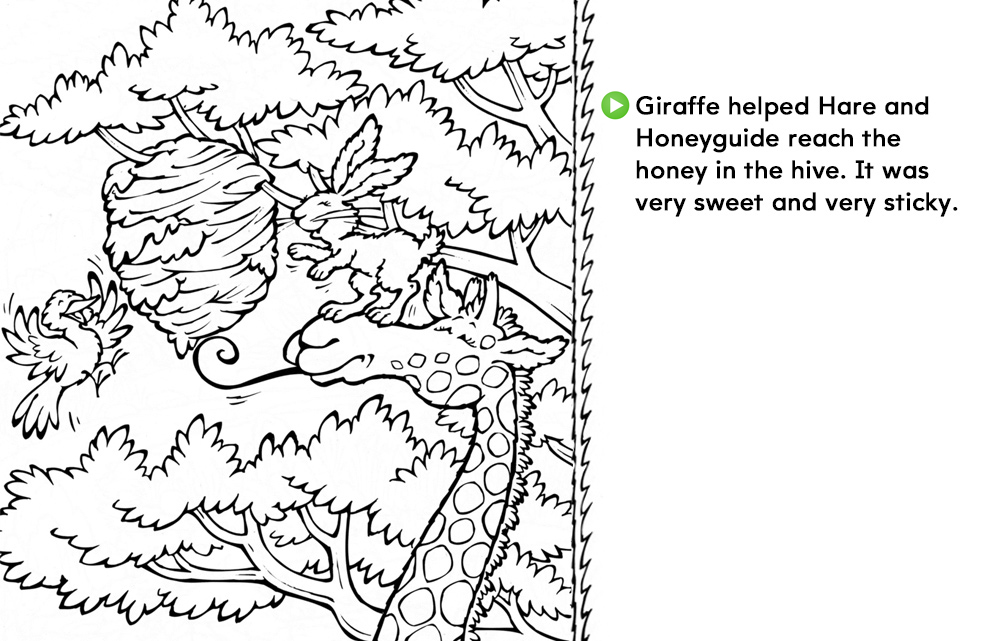 Giraffe helped Hare and
Honeyguide reach the
honey in the hive. It was
very sweet and very sticky.